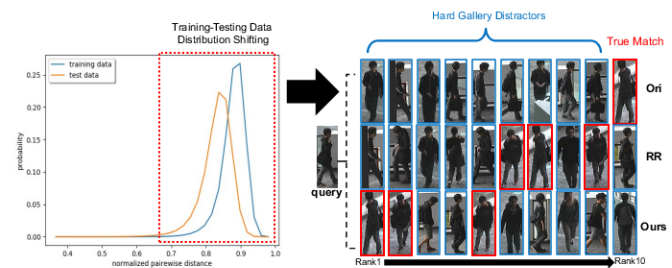 Training-Testing Data
Distribution Shifting
Hard Gallery Distractors
True Match
training data
test data
0.25
0.20
0.15
0.10
0.05
0.00
probability
0.4
0.5
0.6
0.7
0.8
0.9
1.0
normalized pairwise distance
query
Ori
RR
Ours
Rank1
Rank10